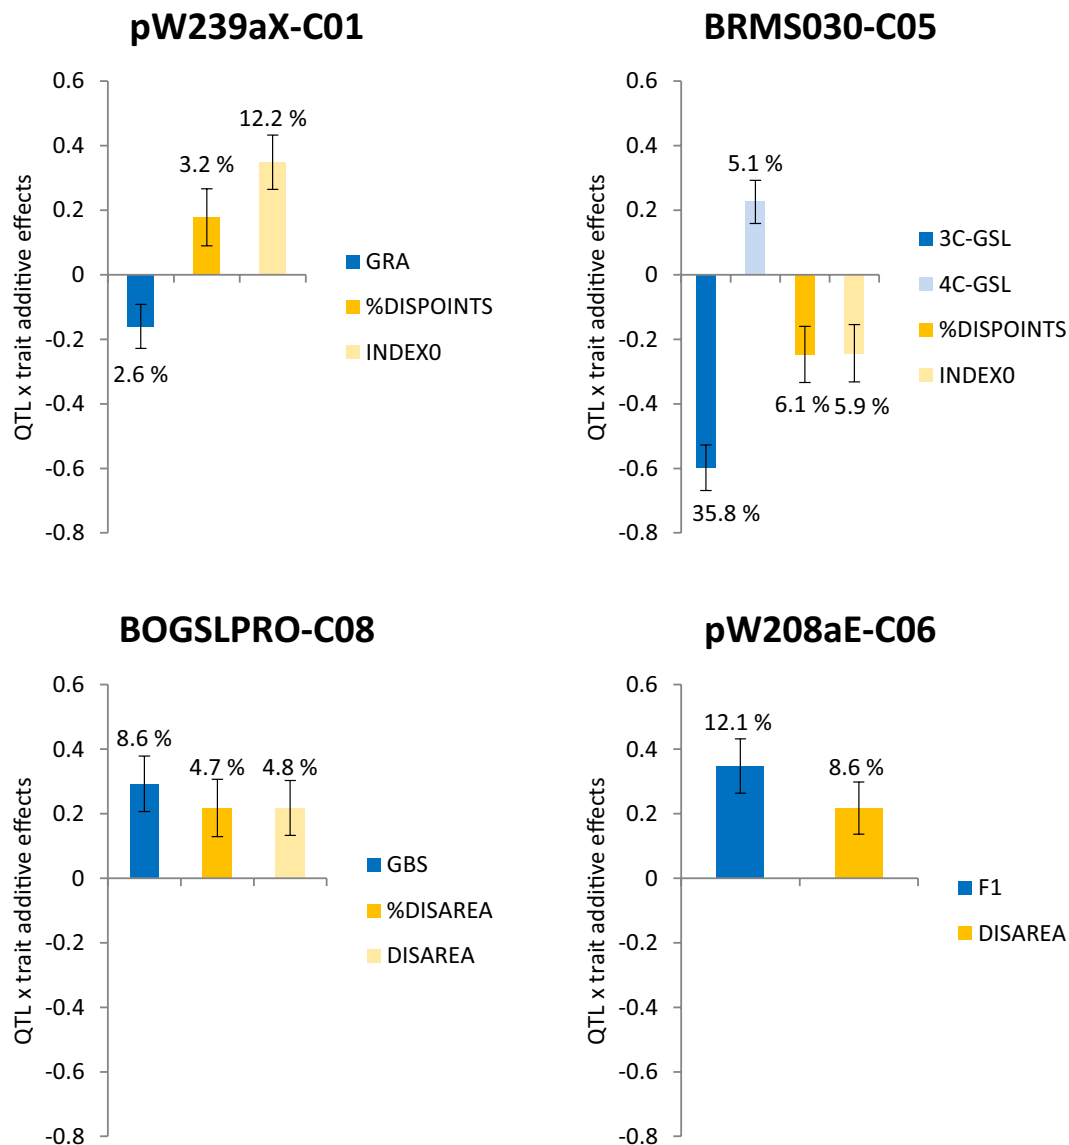 pW239aX-C01
QTL x trait additive effects
0.6
0.4
0.2
0
-0.2
-0.4
-0.6
-0.8
2.6 %
3.2 %
12.2 %
GRA
%DISPOINTS
INDEX0
BRMS030-C05
QTL x trait additive effects
0.6
0.4
0.2
0
-0.2
-0.4
-0.6
-0.8
35.8 %
5.1 %
6.1 %
5.9 %
3C-GSL
4C-GSL
%DISPOINTS
INDEX0
BOGSLPRO-C08
QTL x trait additive effects
0.6
0.4
0.2
0
-0.2
-0.4
-0.6
-0.8
8.6 %
4.7 %
4.8 %
GBS
%DISAREA
DISAREA
pW208aE-C06
QTL x trait additive effects
0.6
0.4
0.2
0
-0.2
-0.4
-0.6
-0.8
12.1 %
8.6 %
F1
DISAREA